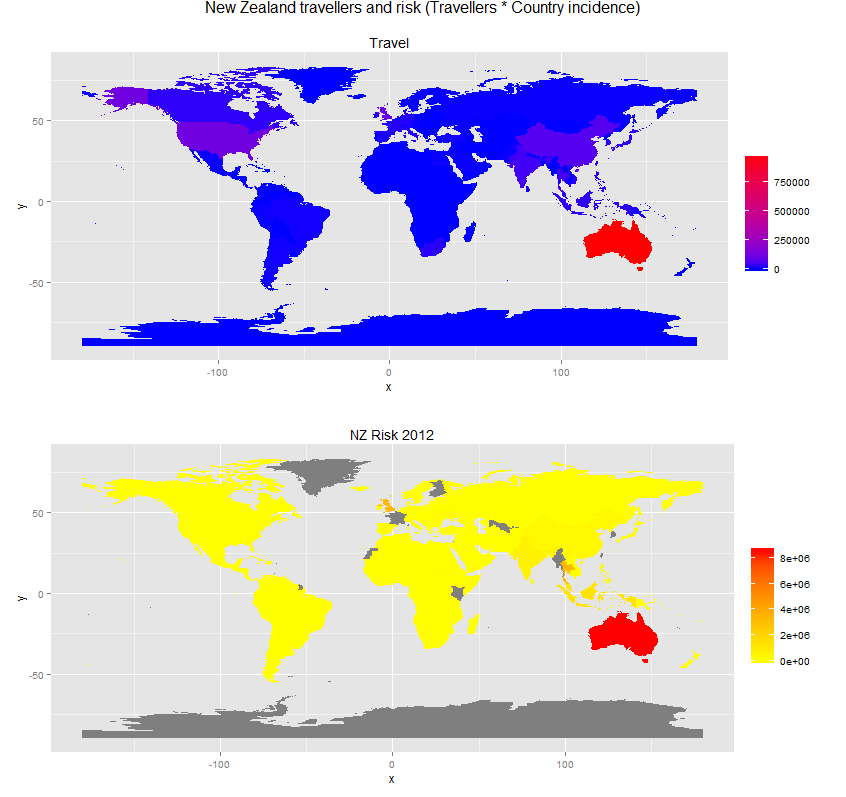 New Zealand travellers and risk (Travellers * Country incidence)
Travel
50
0
-50
y
-100
0
100
x
750000
500000
250000
0
NZ Risk 2012
50
0
-50
y
-100
0
100
x
8e+06
6e+06
4e+06
2e+06
0e+00